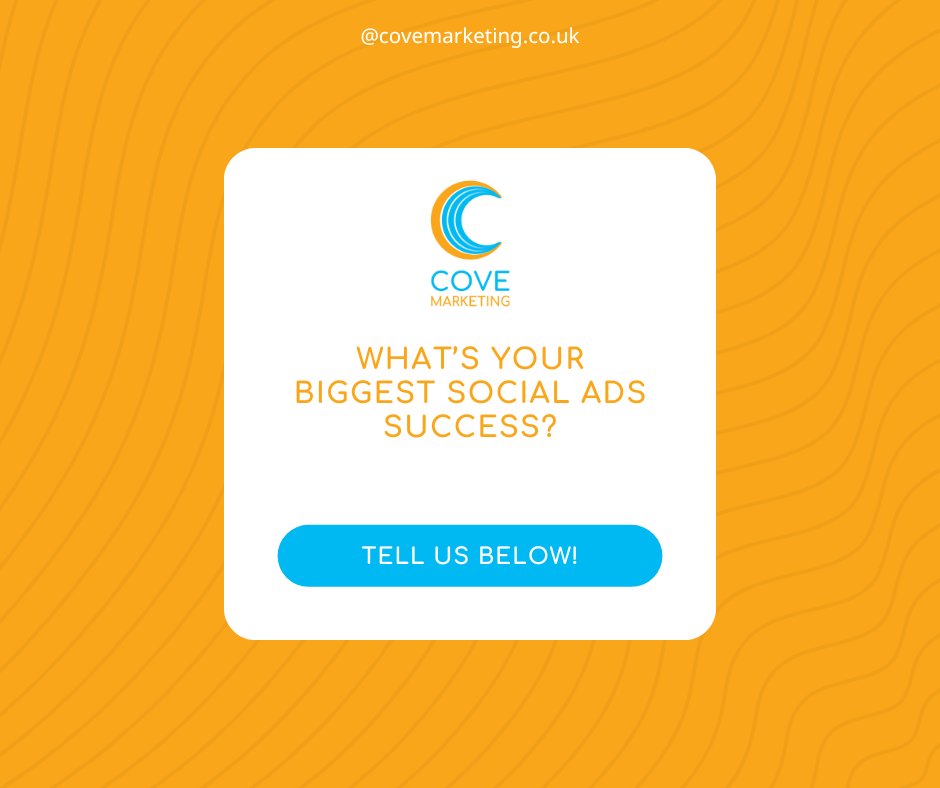 @covemarketing.co.uk
COVE
MARKETING
WHAT’S YOUR
BIGGEST SOCIAL ADS
SUCCESS?
TELL US BELOW!